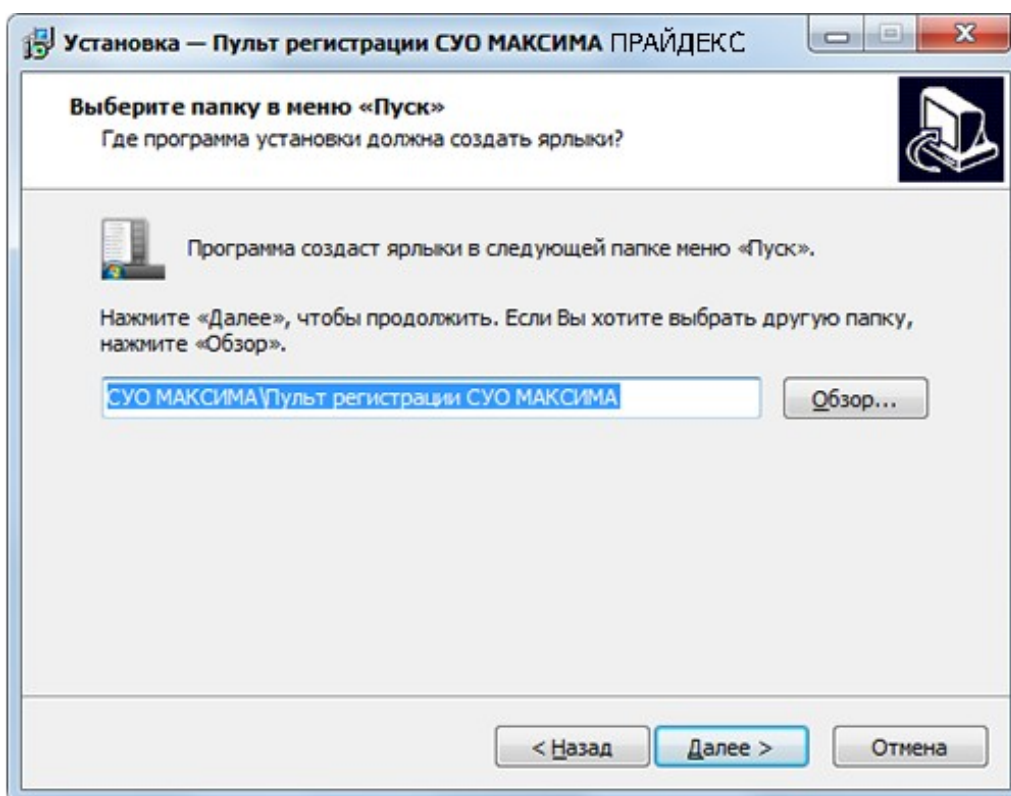 Установка — Пульт регистрации СУО МАКСИМА ПРАЙДЕКС
Выберите папку в меню «Пуск»
Где программа установки должна создать ярлыки?
Программа создаст ярлыки в следующей папке меню «Пуск».
Нажмите «Далее», чтобы продолжить. Если Вы хотите выбрать другую папку,
нажмите «Обзор».
СУО МАКСИМА\Пульт регистрации СУО МАКСИМА
Обзор...
< Назад
Далее >
Отмена